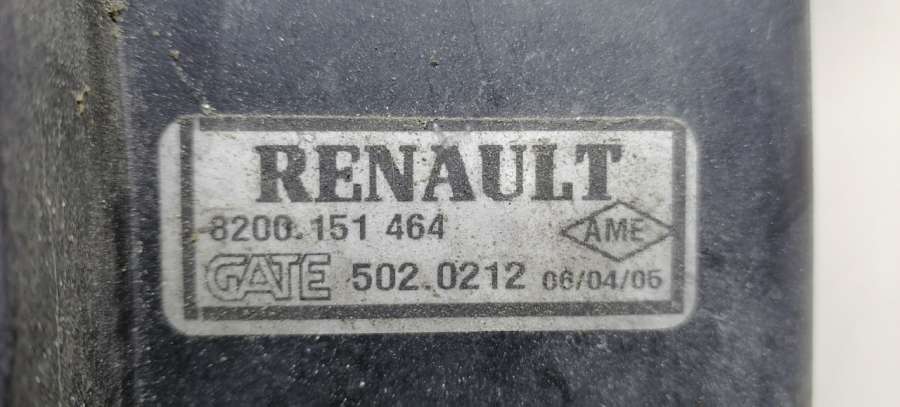 RENAULT
8200.151 464 AME
GATE 502.0212 06/04/05